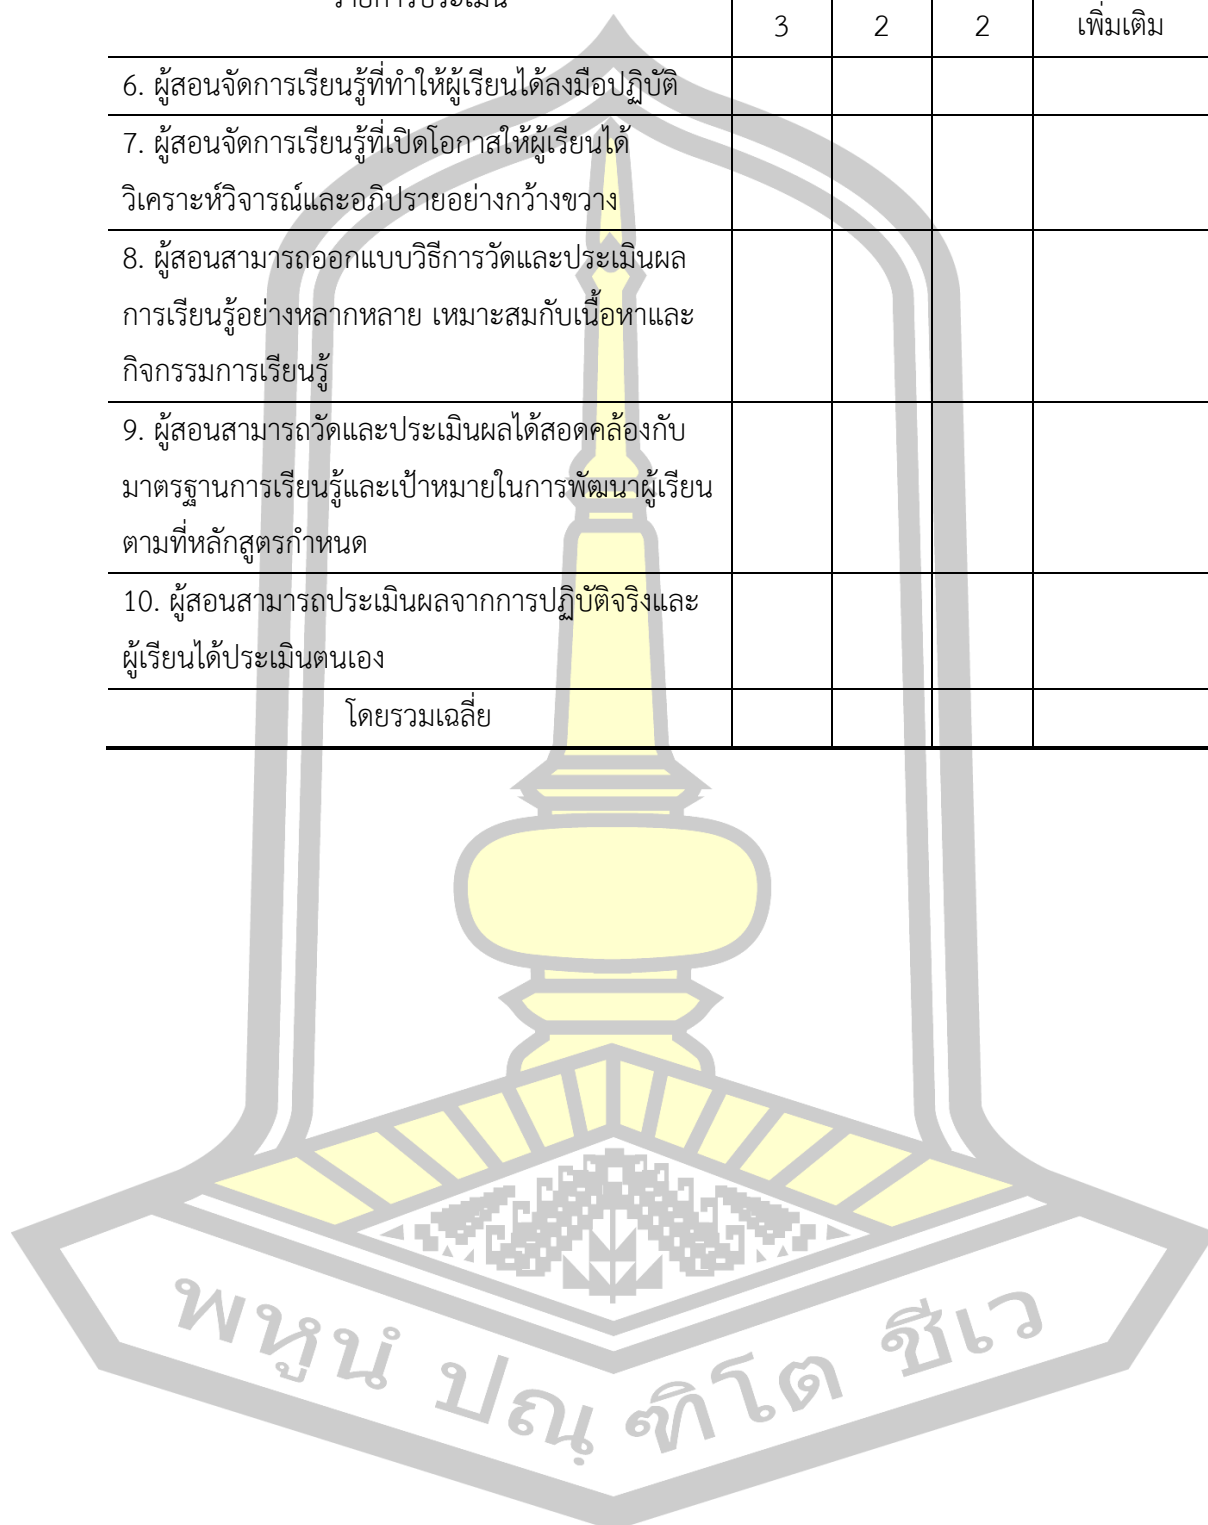 รายการประเมิน
3 2 2 เพิ่มเติม
6. ผู้สอนจัดการเรียนรู้ที่ทำให้ผู้เรียนได้ลงมือปฏิบัติ
7. ผู้สอนจัดการเรียนรู้ที่เปิดโอกาสให้ผู้เรียนได้
วิเคราะห์วิจารณ์และอภิปรายอย่างกว้างขวาง
8. ผู้สอนสามารถออกแบบวิธีการวัดและประเมินผล
การเรียนรู้อย่างหลากหลาย เหมาะสมกับเนื้อหาและ
กิจกรรมการเรียนรู้
9. ผู้สอนสามารถวัดและประเมินผลได้สอดคล้องกับ
มาตรฐานการเรียนรู้และเป้าหมายในการพัฒนาผู้เรียน
ตามที่หลักสูตรกำหนด
10. ผู้สอนสามารถประเมินผลจากการปฏิบัติจริงและ
ผู้เรียนได้ประเมินตนเอง
โดยรวมเฉลี่ย
พหูนํ ปณฺฑิโต ชีเว